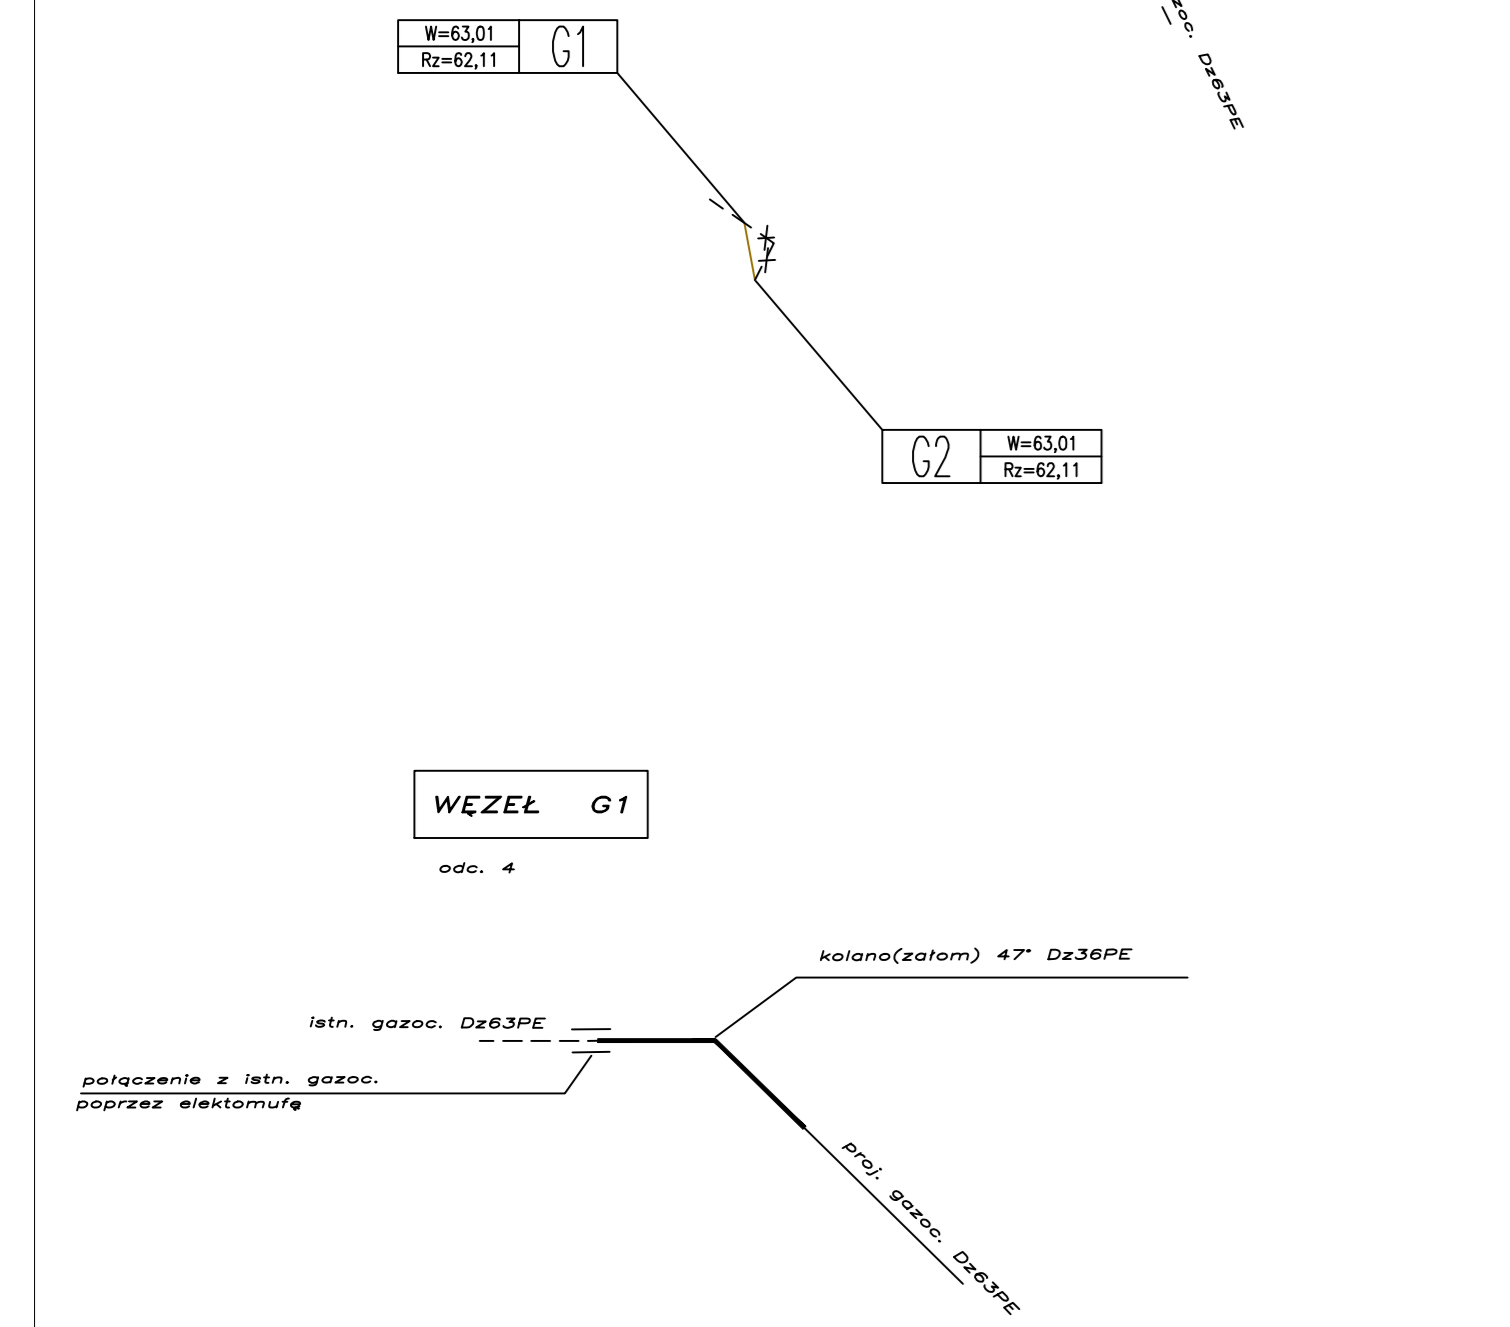 W=63,01
Rz=62,11
G1
zoc. Dz63PE
G2
W=63,01
Rz=62,11
WĘZEŁ G1
odc. 4
kolano(załom) 47° Dz36PE
istn. gazoc. Dz63PE
połączenie z istn. gazoc.
poprzez elektomufę
proj. gazoc. Dz63PE